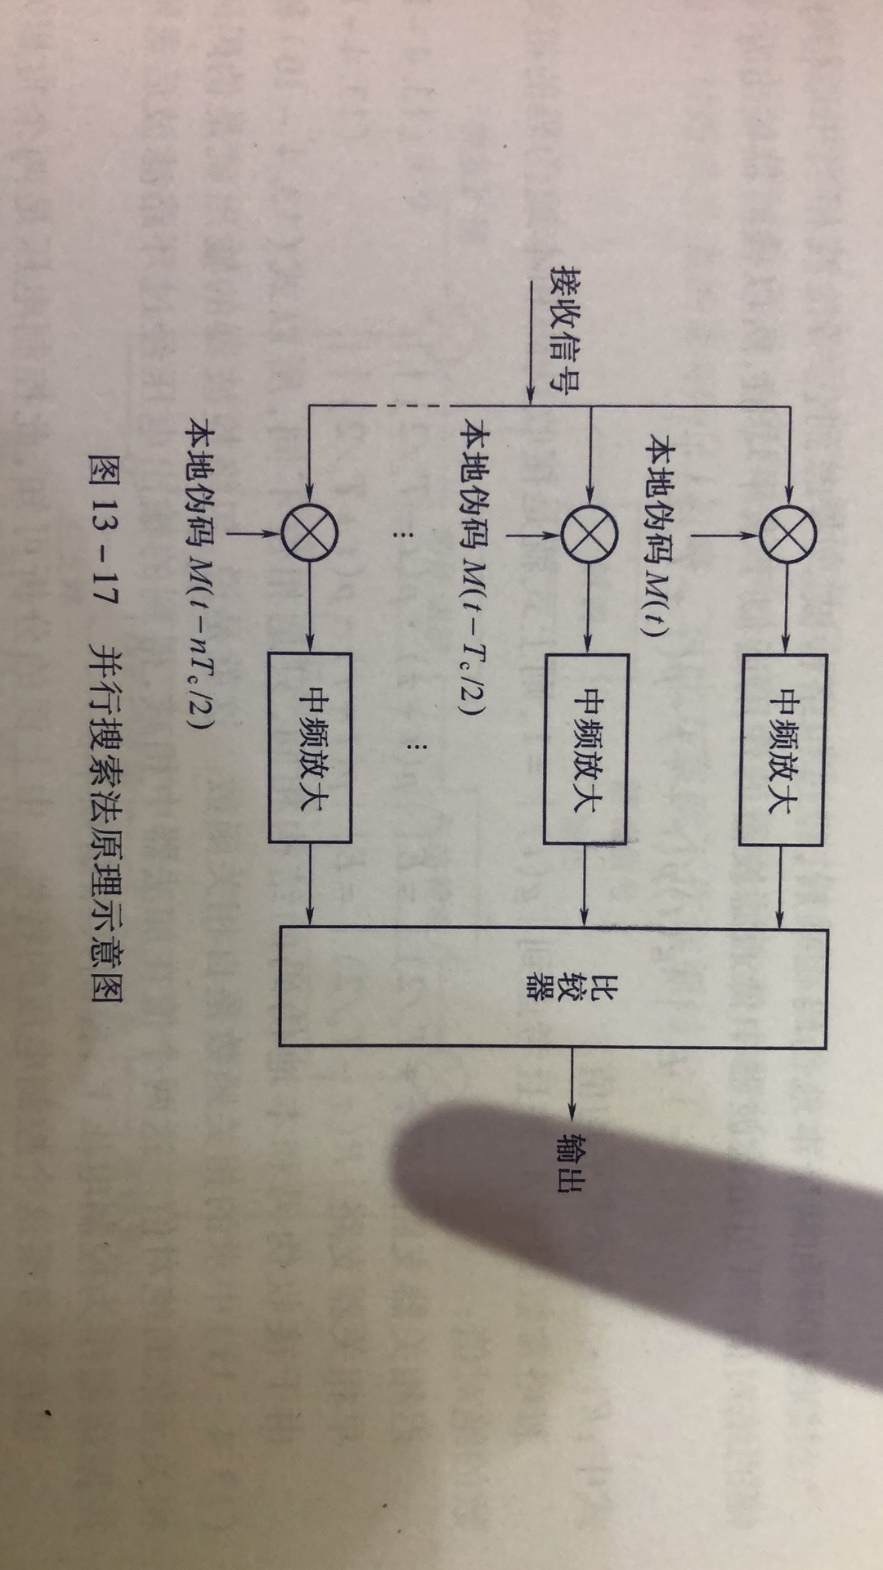 接收信号
中频放大
本地伪码 M(t)
中频放大
本地伪码 M(t-T_c/2)
⋮
⋮
中频放大
本地伪码 M(t-nT_c/2)
比较器
输出
图 13-17 并行搜索法原理示意图